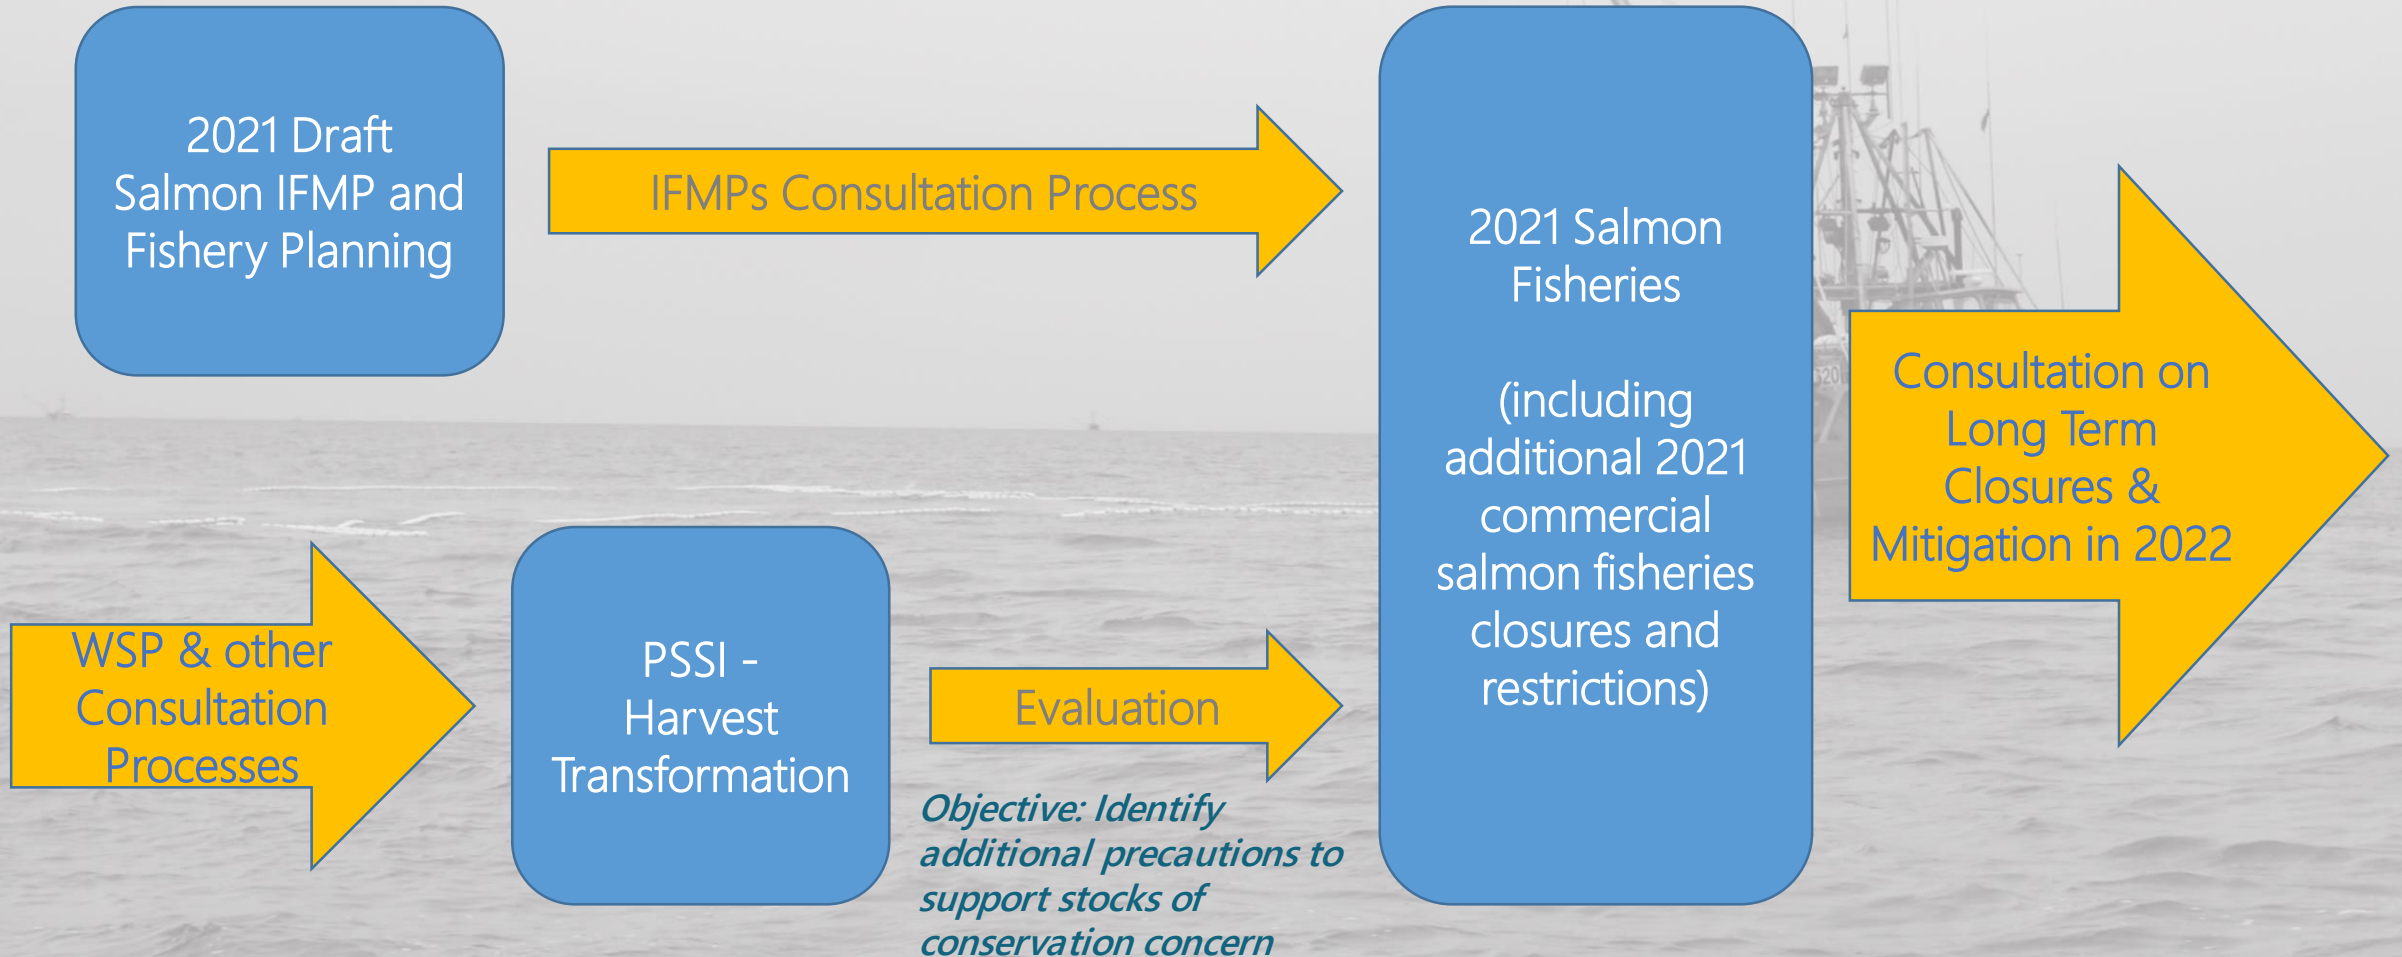 2021 Draft
Salmon IFMP and
Fishery Planning
IFMPs Consultation Process
2021 Salmon
Fisheries
(including
additional 2021
commercial
salmon fisheries
closures and
restrictions)
Consultation on
Long Term
Closures &
Mitigation in 2022
WSP & other
Consultation
Processes
PSSI -
Harvest
Transformation
Evaluation
Objective: Identify
additional precautions to
support stocks of
conservation concern